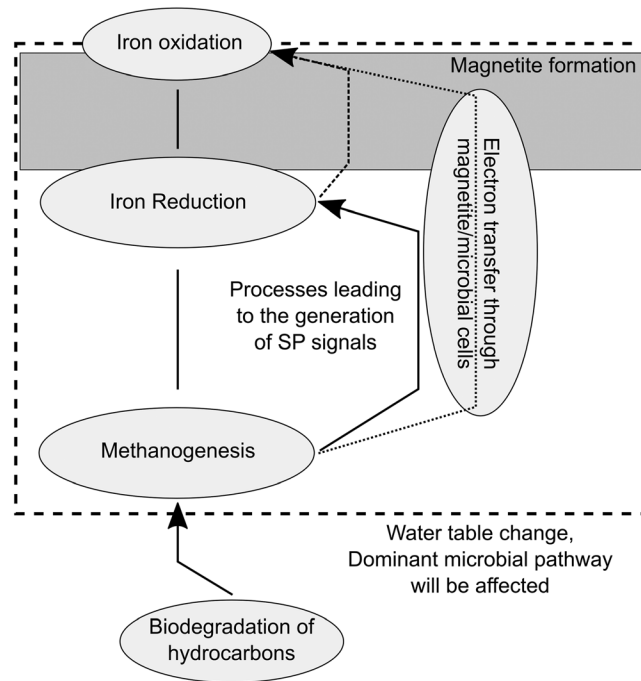 Iron oxidation
Magnetite formation
Iron Reduction
Electron transfer through
magnetite/microbial cells
Processes leading
to the generation
of SP signals
Methanogenesis
Water table change,
Dominant microbial pathway
will be affected
Biodegradation of
hydrocarbons